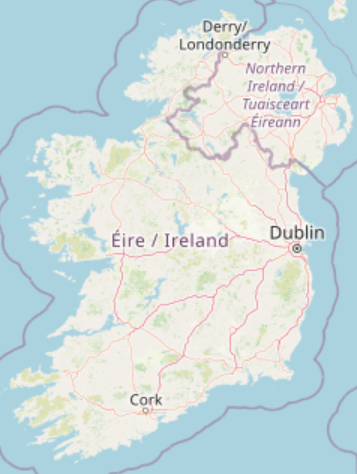 Derry/
Londonderry
Northern
Ireland /
Tuaisceart
Éireann
Éire / Ireland
Dublin
Cork